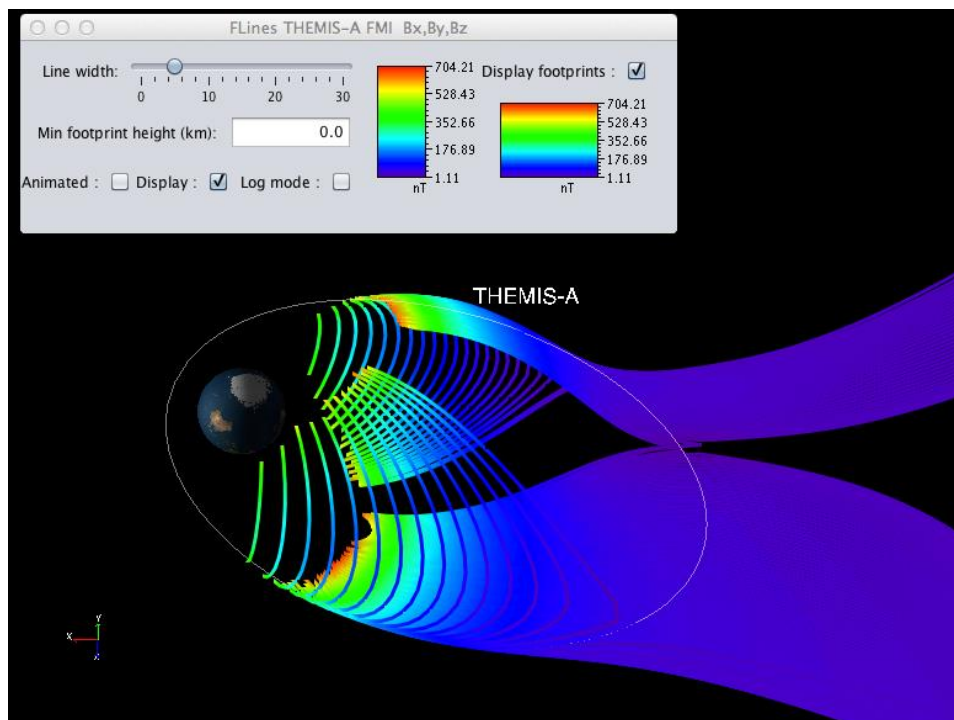 FLines THEMIS-A FMI Bx,By,Bz
Line width:
0 10 20 30
Min footprint height (km): 0.0
Animated : Display : Log mode :
704.21
528.43
352.66
176.89
1.11
nT
Display footprints :
704.21
528.43
352.66
176.89
1.11
nT
THEMIS-A
Y
X
Z